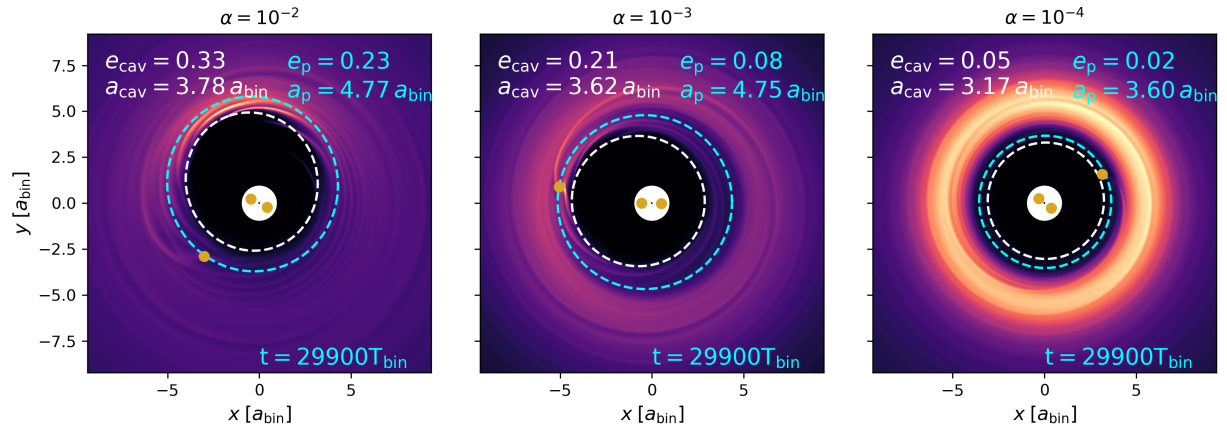 α = 10⁻²
e_cav = 0.33
a_cav = 3.78 a_bin
e_p = 0.23
a_p = 4.77 a_bin
t = 29900T_bin
7.5
5.0
2.5
0.0
−2.5
−5.0
−7.5
y [a_bin]
−5
0
5
x [a_bin]
α = 10⁻³
e_cav = 0.21
a_cav = 3.62 a_bin
e_p = 0.08
a_p = 4.75 a_bin
t = 29900T_bin
−5
0
5
x [a_bin]
α = 10⁻⁴
e_cav = 0.05
a_cav = 3.17 a_bin
e_p = 0.02
a_p = 3.60 a_bin
t = 29900T_bin
−5
0
5
x [a_bin]